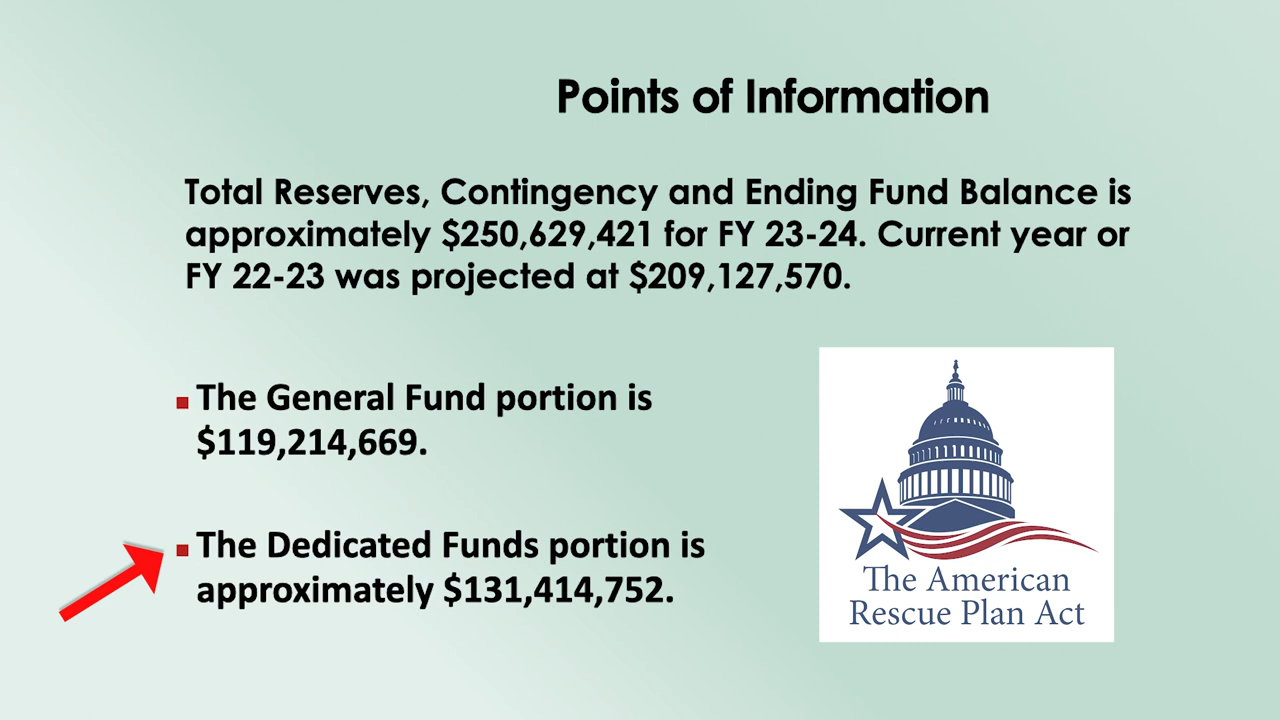 Points of Information
Total Reserves, Contingency and Ending Fund Balance is
approximately $250,629,421 for FY 23-24. Current year or
FY 22-23 was projected at $209,127,570.
The General Fund portion is
$119,214,669.
The Dedicated Funds portion is
approximately $131,414,752.
The American
Rescue Plan Act